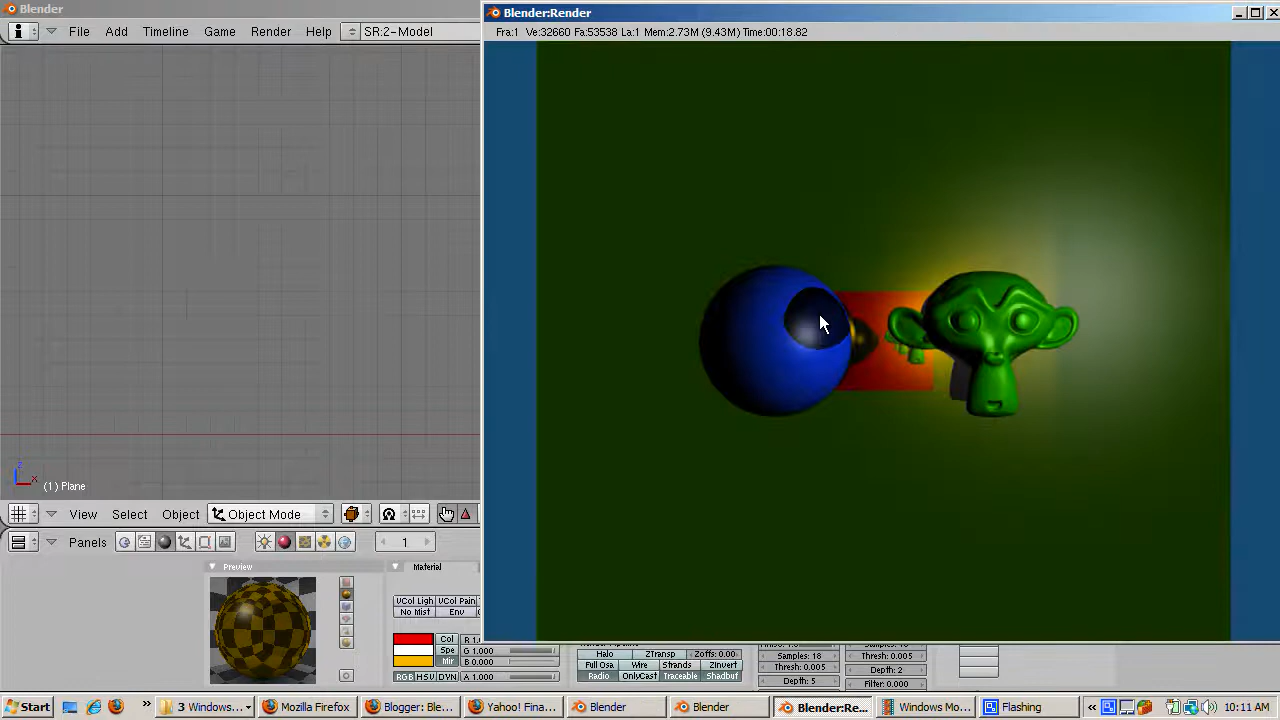 Blender
Blender:Render
File Add Timeline Game Render Help SR:2-Model
Fra:1 Ve:32660 Fa:53538 La:1 Mem:2.73M (9.43M) Time:00:18.82
z
x
(1) Plane
View Select Object Object Mode
Panels 1
Preview
Material
VCol Ligh VCol Pain
No Mist Env
Col
Spe G 1.000
Mir B 0.000
RGB HSV DYN A 1.000
Halo ZTransp Zoffs: 0.00
Full Osa Wire Strands ZInvert
Radio OnlyCast Traceable Shadbuf
Samples: 18
Thresh: 0.005
Depth: 5
Thresh: 0.005
Depth: 2
Filter: 0.000
Start 3 Windows... Mozilla Firefox Blogger: Ble... Yahoo! Fina... Blender Blender Blender:Re... Windows Mo... Flashing 10:11 AM